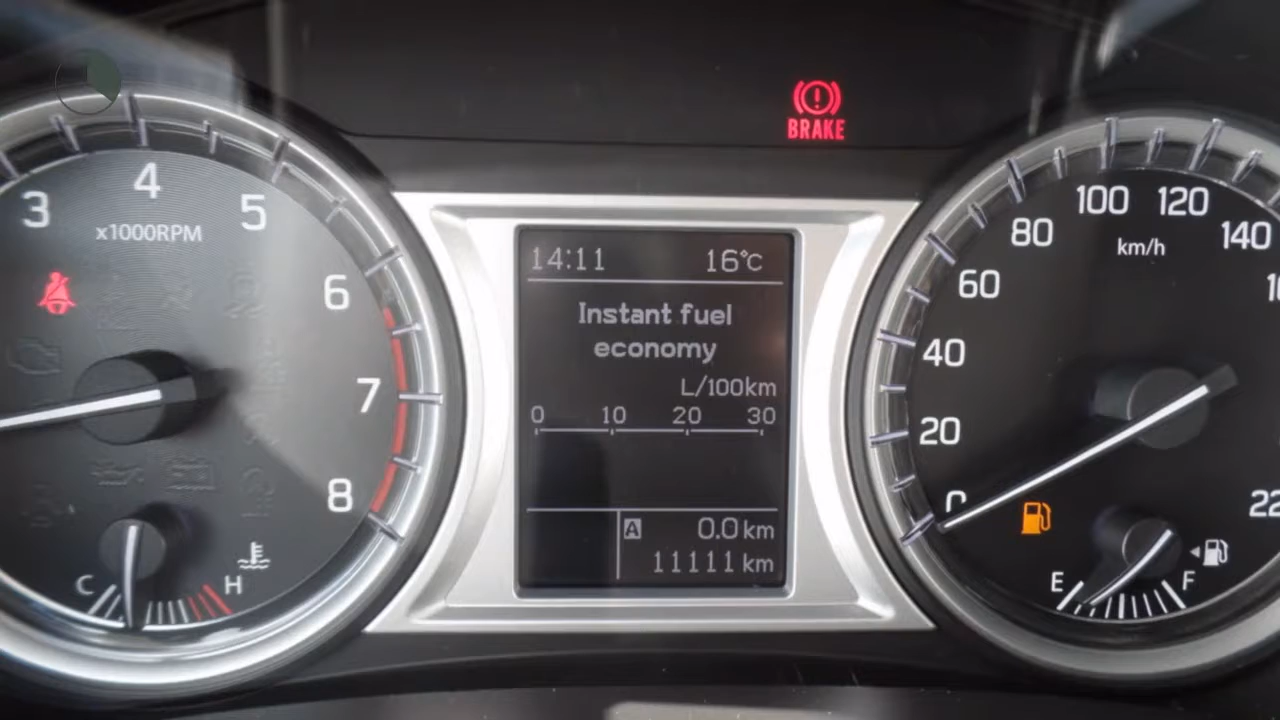 BRAKE
3 4 5 6 7 8
x1000RPM
C H
14:11 16°C
Instant fuel
economy
L/100km
0 10 20 30
A 0.0 km
11111 km
0 20 40 60 80 100 120 140
km/h
E F